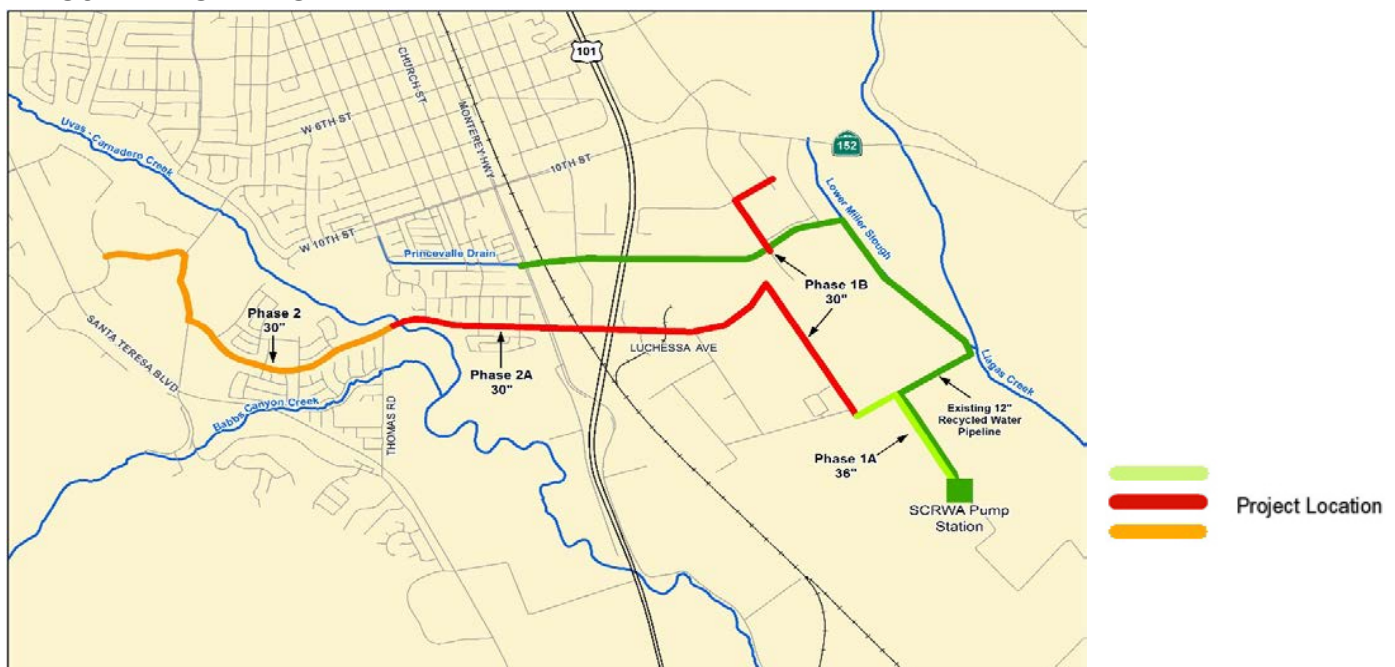 101
152
Uvas - Carnadero Creek
W 6TH ST
CHURCH ST
MONTEREY HWY
10TH ST
W 10TH ST
Princevalle Drain
Lower Miller Slough
Llagas Creek
Phase 1B
30"
Phase 2
30"
SANTA TERESA BLVD
Phase 2A
30"
LUCHESSA AVE
Babbs Canyon Creek
THOMAS RD
Existing 12"
Recycled Water
Pipeline
Phase 1A
36"
SCRWA Pump
Station
Project Location